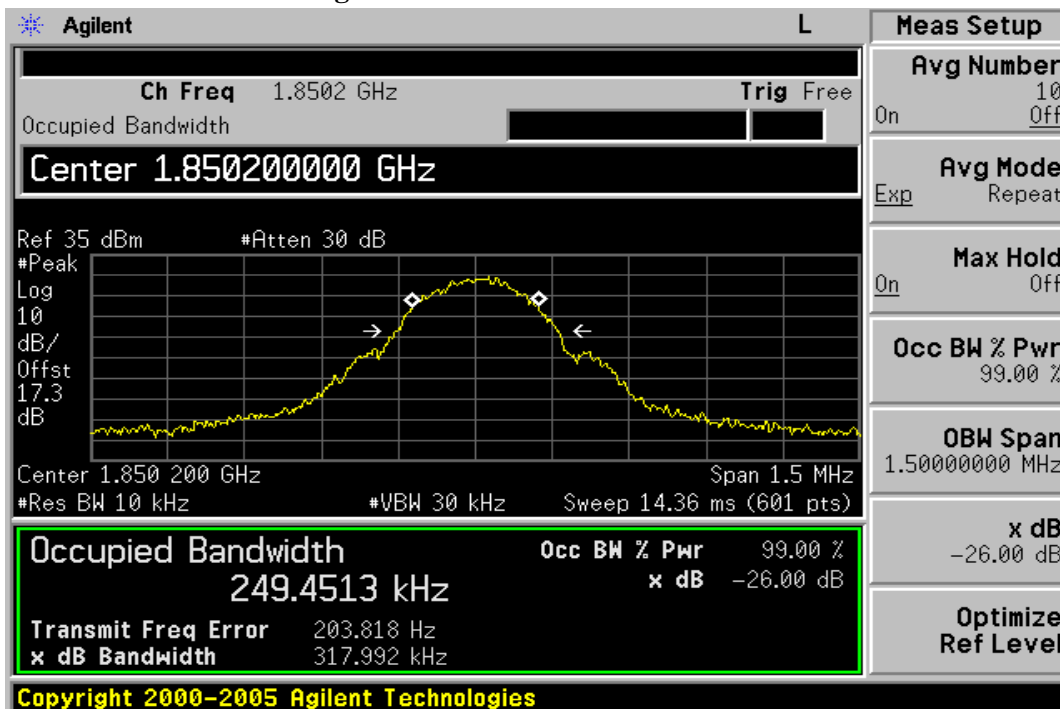 Agilent L
Ch Freq 1.8502 GHz Trig Free
Occupied Bandwidth
Center 1.850200000 GHz
Ref 35 dBm #Atten 30 dB
#Peak
Log
10
dB/
Offst
17.3
dB
Center 1.850 200 GHz Span 1.5 MHz
#Res BW 10 kHz #VBW 30 kHz Sweep 14.36 ms (601 pts)
Occupied Bandwidth Occ BW % Pwr 99.00 %
249.4513 kHz x dB -26.00 dB
Transmit Freq Error 203.818 Hz
x dB Bandwidth 317.992 kHz
Copyright 2000-2005 Agilent Technologies
Meas Setup
Avg Number
10
On Off
Avg Mode
Exp Repeat
Max Hold
On Off
Occ BW % Pwr
99.00 %
OBW Span
1.50000000 MHz
x dB
-26.00 dB
Optimize
Ref Level